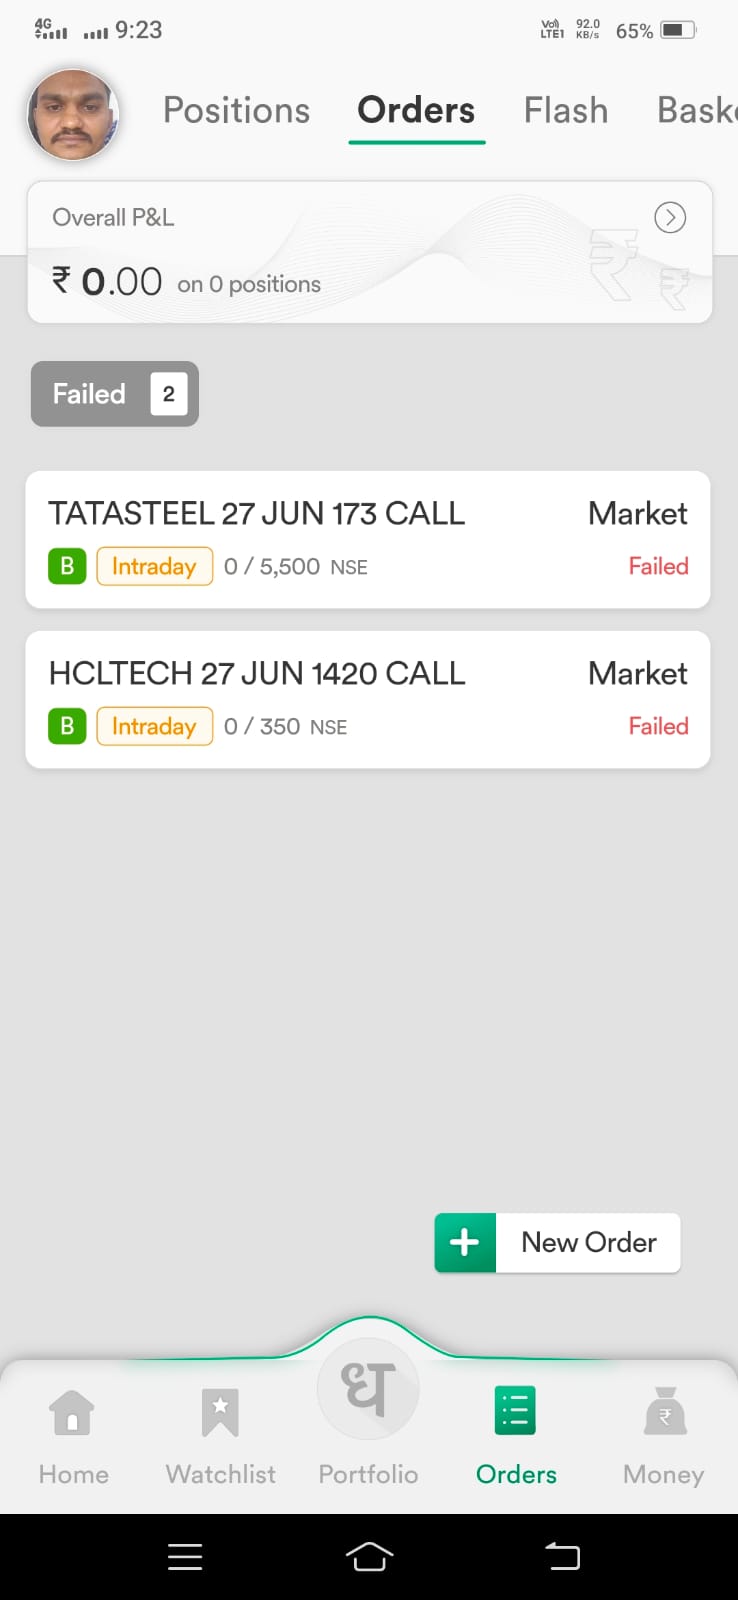 4G 9:23 Vo)) LTE1 92.0 KB/s 65%
Positions Orders Flash Bask
Overall P&L
₹ 0.00 on 0 positions
Failed 2
TATASTEEL 27 JUN 173 CALL Market
B Intraday 0 / 5,500 NSE Failed
HCLTECH 27 JUN 1420 CALL Market
B Intraday 0 / 350 NSE Failed
+ New Order
ध
Home Watchlist Portfolio Orders Money